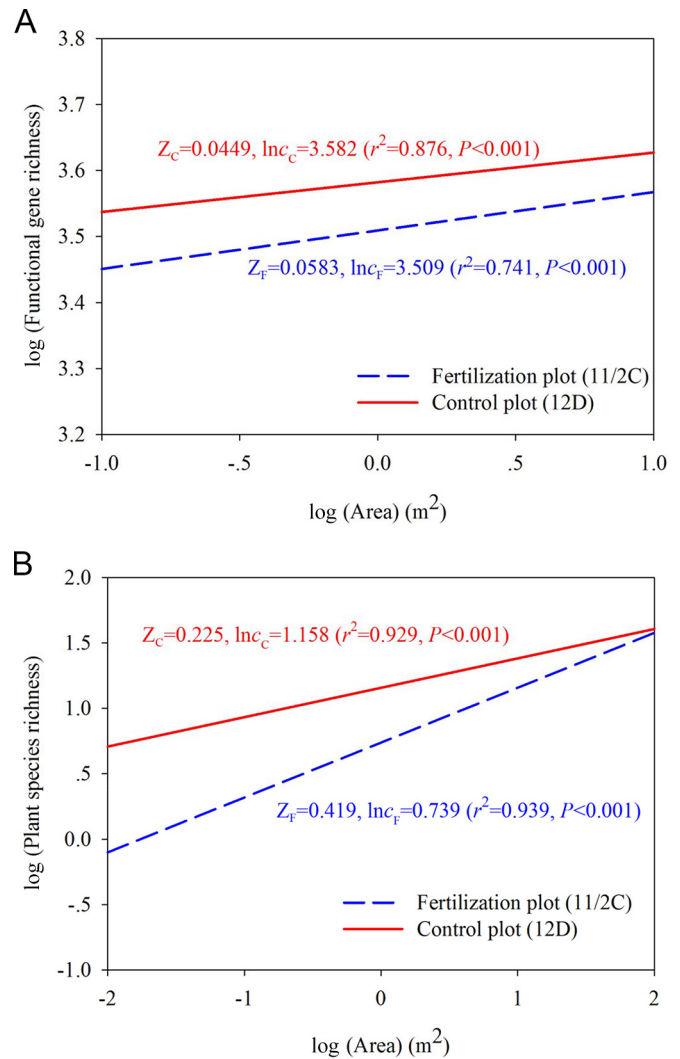 A
3.8
3.7
3.6
3.5
3.4
3.3
3.2
log (Functional gene richness)
Z_C=0.0449, lnc_C=3.582 (r²=0.876, P<0.001)
Z_F=0.0583, lnc_F=3.509 (r²=0.741, P<0.001)
Fertilization plot (11/2C)
Control plot (12D)
-1.0 -.5 0.0 .5 1.0
log (Area) (m²)
B
2.0
1.5
1.0
.5
0.0
-.5
-1.0
log (Plant species richness)
Z_C=0.225, lnc_C=1.158 (r²=0.929, P<0.001)
Z_F=0.419, lnc_F=0.739 (r²=0.939, P<0.001)
Fertilization plot (11/2C)
Control plot (12D)
-2 -1 0 1 2
log (Area) (m²)